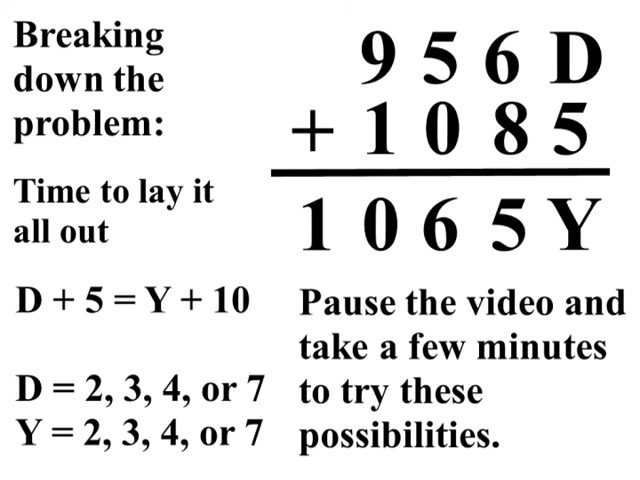 Breaking
down the
problem:
Time to lay it
all out
D + 5 = Y + 10
D = 2, 3, 4, or 7
Y = 2, 3, 4, or 7
9 5 6 D
+ 1 0 8 5
1 0 6 5 Y
Pause the video and
take a few minutes
to try these
possibilities.